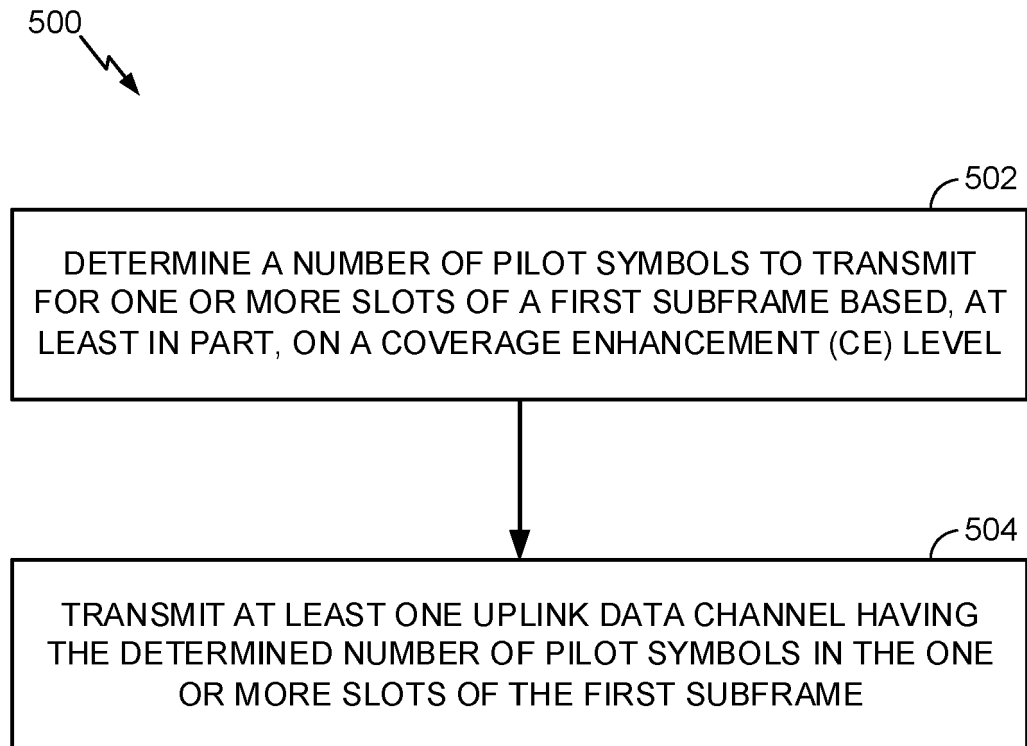 500
502
DETERMINE A NUMBER OF PILOT SYMBOLS TO TRANSMIT
FOR ONE OR MORE SLOTS OF A FIRST SUBFRAME BASED, AT
LEAST IN PART, ON A COVERAGE ENHANCEMENT (CE) LEVEL
504
TRANSMIT AT LEAST ONE UPLINK DATA CHANNEL HAVING
THE DETERMINED NUMBER OF PILOT SYMBOLS IN THE ONE
OR MORE SLOTS OF THE FIRST SUBFRAME